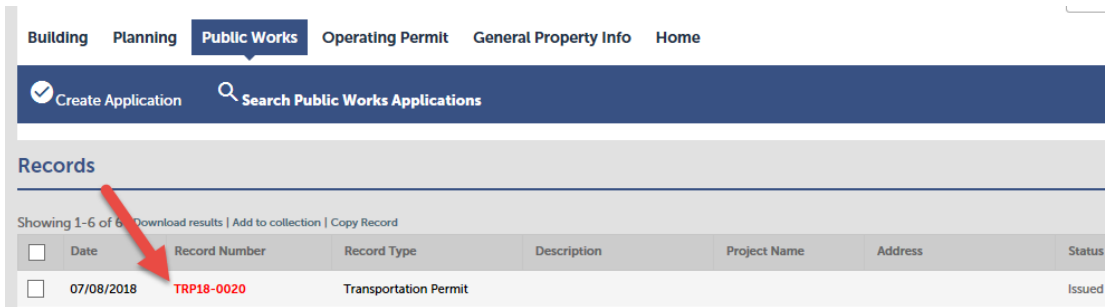 Building Planning Public Works Operating Permit General Property Info Home
Create Application Search Public Works Applications
Records
Showing 1-6 of 6 Download results | Add to collection | Copy Record
Date Record Number Record Type Description Project Name Address Status
07/08/2018 TRP18-0020 Transportation Permit Issued